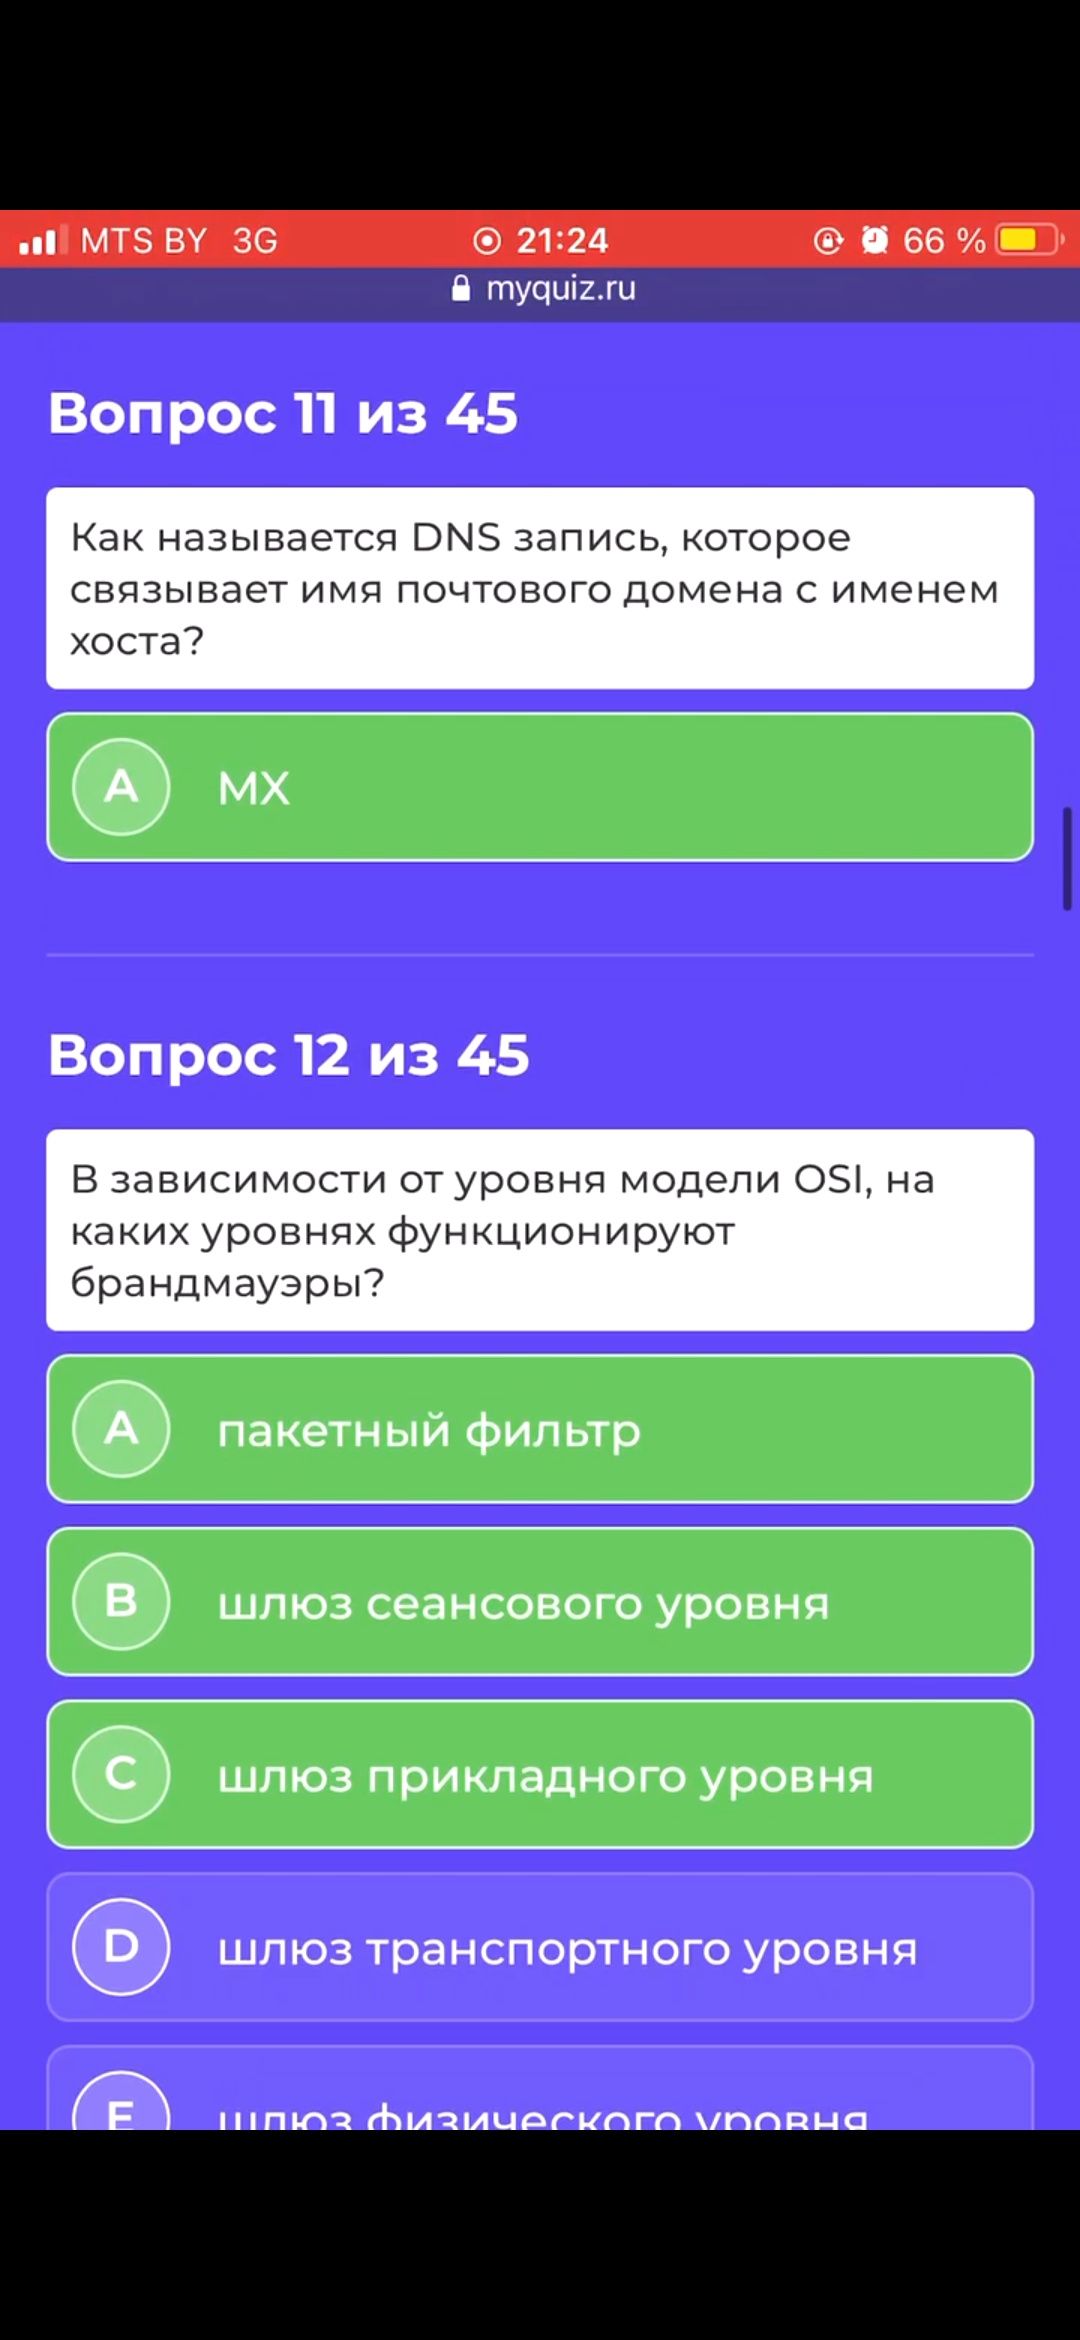 MTS BY 3G 21:24 66 %
myquiz.ru
Вопрос 11 из 45
Как называется DNS запись, которое
связывает имя почтового домена с именем
хоста?
A MX
Вопрос 12 из 45
В зависимости от уровня модели OSI, на
каких уровнях функционируют
брандмауэры?
A пакетный фильтр
B шлюз сеансового уровня
C шлюз прикладного уровня
D шлюз транспортного уровня
E шлюз физического уровня